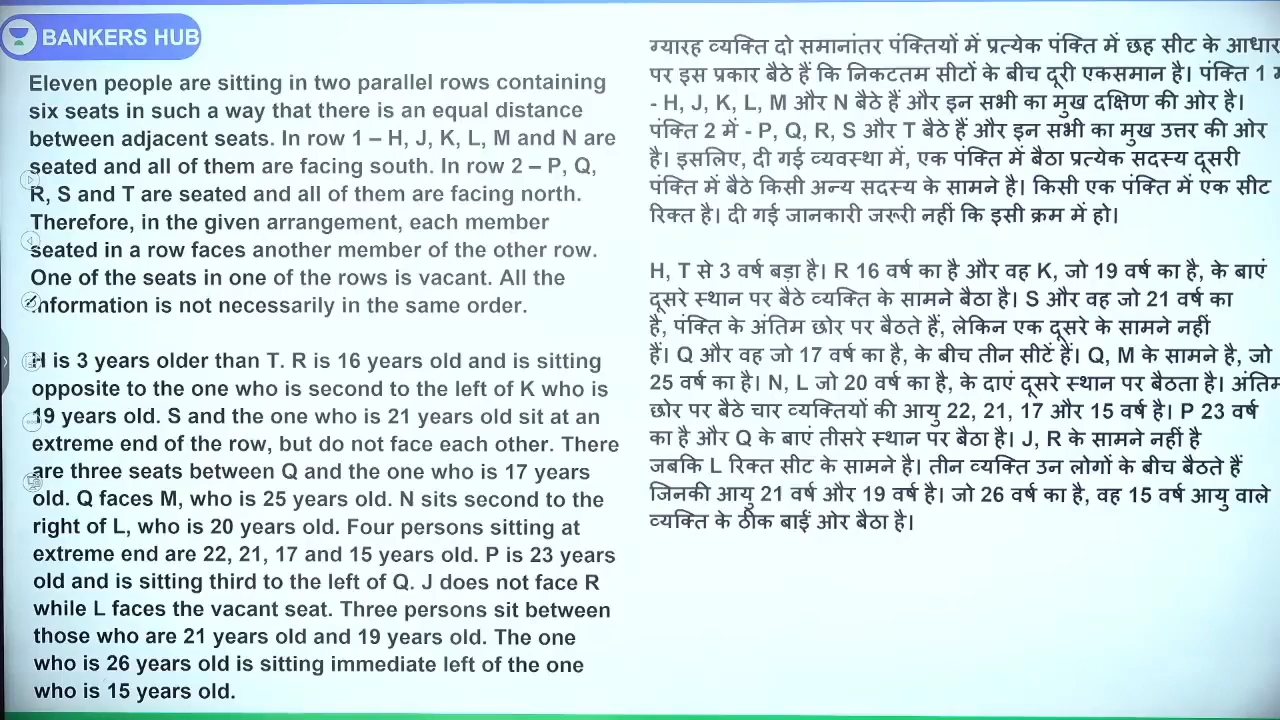 BANKERS HUB
Eleven people are sitting in two parallel rows containing
six seats in such a way that there is an equal distance
between adjacent seats. In row 1 – H, J, K, L, M and N are
seated and all of them are facing south. In row 2 – P, Q,
R, S and T are seated and all of them are facing north.
Therefore, in the given arrangement, each member
seated in a row faces another member of the other row.
One of the seats in one of the rows is vacant. All the
information is not necessarily in the same order.
H is 3 years older than T. R is 16 years old and is sitting
opposite to the one who is second to the left of K who is
19 years old. S and the one who is 21 years old sit at an
extreme end of the row, but do not face each other. There
are three seats between Q and the one who is 17 years
old. Q faces M, who is 25 years old. N sits second to the
right of L, who is 20 years old. Four persons sitting at
extreme end are 22, 21, 17 and 15 years old. P is 23 years
old and is sitting third to the left of Q. J does not face R
while L faces the vacant seat. Three persons sit between
those who are 21 years old and 19 years old. The one
who is 26 years old is sitting immediate left of the one
who is 15 years old.
ग्यारह व्यक्ति दो समानांतर पंक्तियों में प्रत्येक पंक्ति में छह सीट के आधार
पर इस प्रकार बैठे हैं कि निकटतम सीटों के बीच दूरी एकसमान है। पंक्ति 1
- H, J, K, L, M और N बैठे हैं और इन सभी का मुख दक्षिण की ओर है।
पंक्ति 2 में - P, Q, R, S और T बैठे हैं और इन सभी का मुख उत्तर की ओर
है। इसलिए, दी गई व्यवस्था में, एक पंक्ति में बैठा प्रत्येक सदस्य दूसरी
पंक्ति में बैठे किसी अन्य सदस्य के सामने है। किसी एक पंक्ति में एक सीट
रिक्त है। दी गई जानकारी जरूरी नहीं कि इसी क्रम में हो।
H, T से 3 वर्ष बड़ा है। R 16 वर्ष का है और वह K, जो 19 वर्ष का है, के बाएं
दूसरे स्थान पर बैठे व्यक्ति के सामने बैठा है। S और वह जो 21 वर्ष का
है, पंक्ति के अंतिम छोर पर बैठते हैं, लेकिन एक दूसरे के सामने नहीं
हैं। Q और वह जो 17 वर्ष का है, के बीच तीन सीटें हैं। Q, M के सामने है, जो
25 वर्ष का है। N, L जो 20 वर्ष का है, के दाएं दूसरे स्थान पर बैठता है। अंतिम
छोर पर बैठे चार व्यक्तियों की आयु 22, 21, 17 और 15 वर्ष है। P 23 वर्ष
का है और Q के बाएं तीसरे स्थान पर बैठा है। J, R के सामने नहीं है
जबकि L रिक्त सीट के सामने है। तीन व्यक्ति उन लोगों के बीच बैठते हैं
जिनकी आयु 21 वर्ष और 19 वर्ष है। जो 26 वर्ष का है, वह 15 वर्ष आयु वाले
व्यक्ति के ठीक बाईं ओर बैठा है।